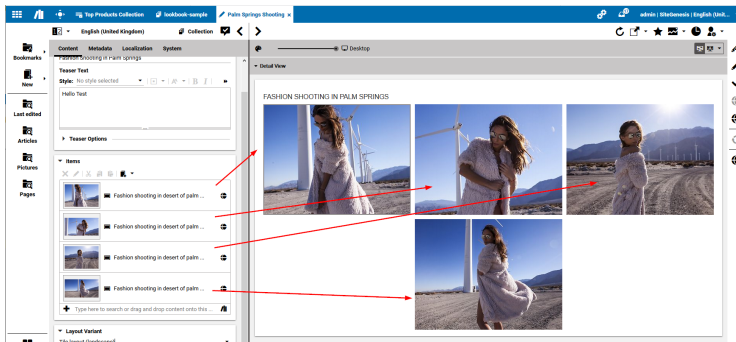 Top Products Collection
lookbook-sample
Palm Springs Shooting ×
admin | SiteGenesis | English (Unit...
English (United Kingdom)
Collection
Bookmarks
New
Last edited
Articles
Pictures
Pages
Content
Metadata
Localization
System
Fashion Shooting in Palm Springs
Teaser Text
Style: No style selected
B I
»
Hello Test
Teaser Options
Items
Fashion shooting in desert of palm ...
Fashion shooting in desert of palm ...
Fashion shooting in desert of palm ...
Fashion shooting in desert of palm ...
Type here to search or drag and drop content onto this ...
Layout Variant
Desktop
Detail View
FASHION SHOOTING IN PALM SPRINGS